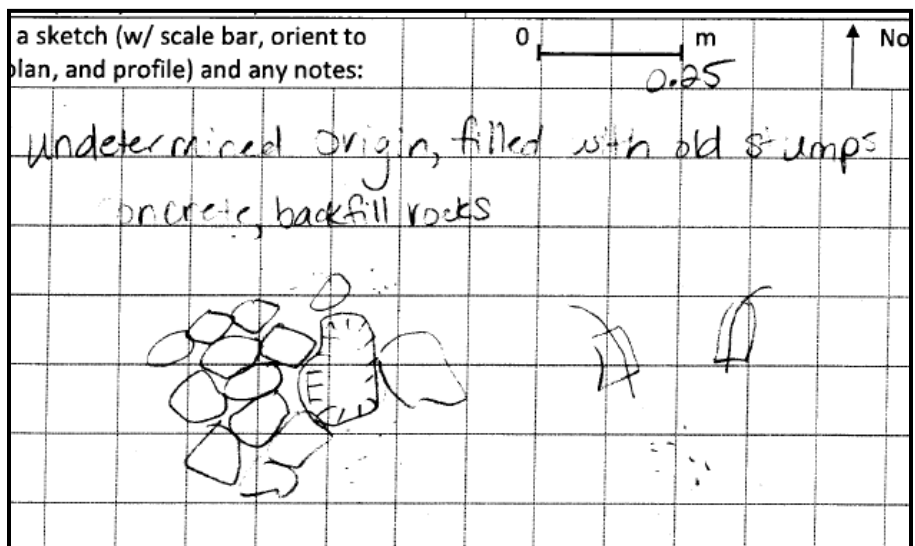 a sketch (w/ scale bar, orient to
plan, and profile) and any notes:
0 m
0.25
No
undetermined origin, filled with old stumps
concrete, backfill rocks